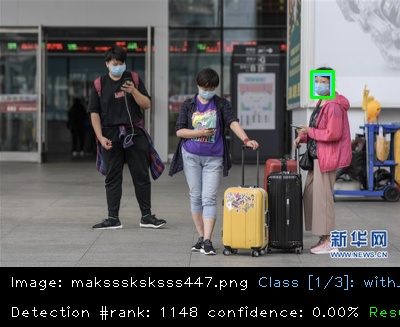 新华网
WWW.NEWS.CN
Image: maksssksksss447.png Class [1/3]: with_
Detection #rank: 1148 confidence: 0.00% Res